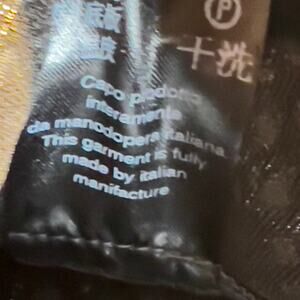 P
干洗
Capo prodotto
interamente
da manodopera italiana
This garment is fully
made by italian
manifacture